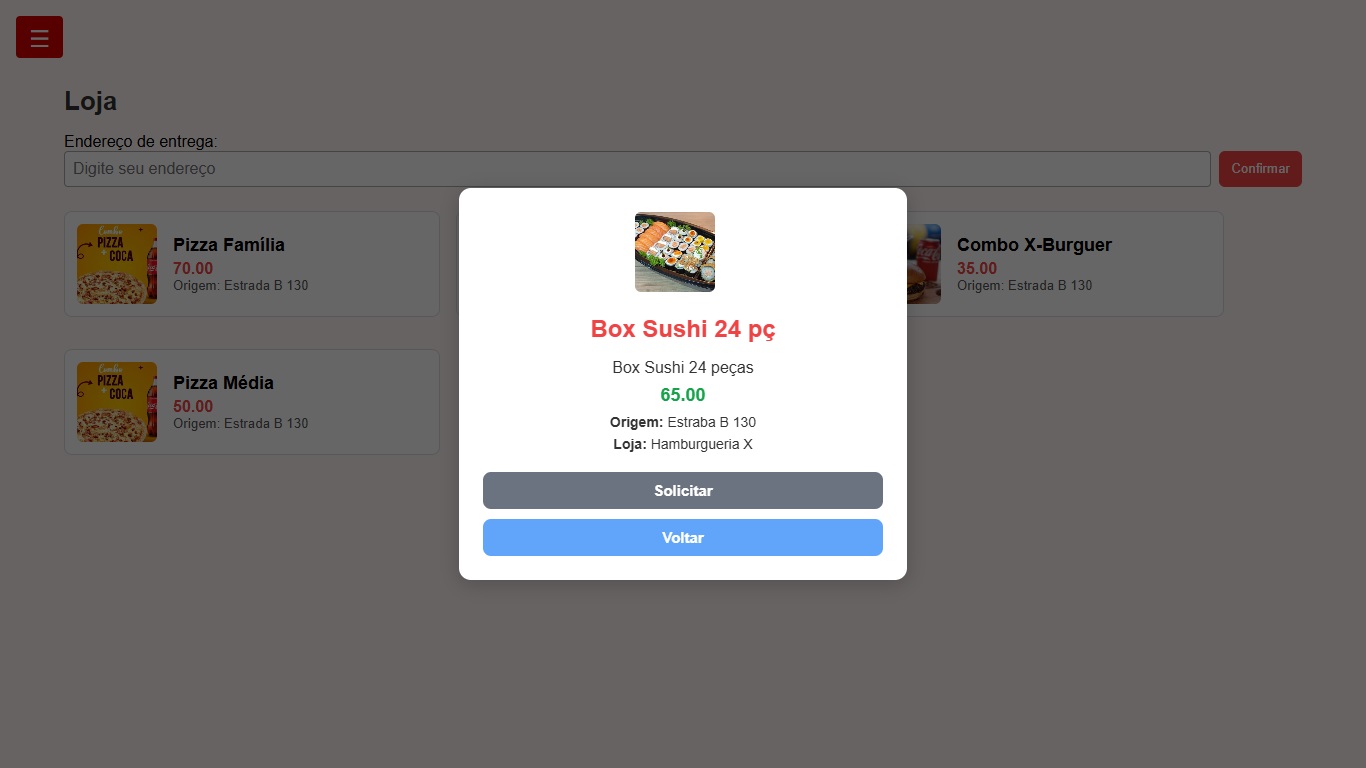 ☰
Loja
Endereço de entrega:
Digite seu endereço
Confirmar
Combo
PIZZA
COCA
Pizza Família
70.00
Origem: Estrada B 130
Combo X-Burguer
35.00
Origem: Estrada B 130
Combo
PIZZA
COCA
Pizza Média
50.00
Origem: Estrada B 130
Box Sushi 24 pç
Box Sushi 24 peças
65.00
Origem: Estraba B 130
Loja: Hamburgueria X
Solicitar
Voltar